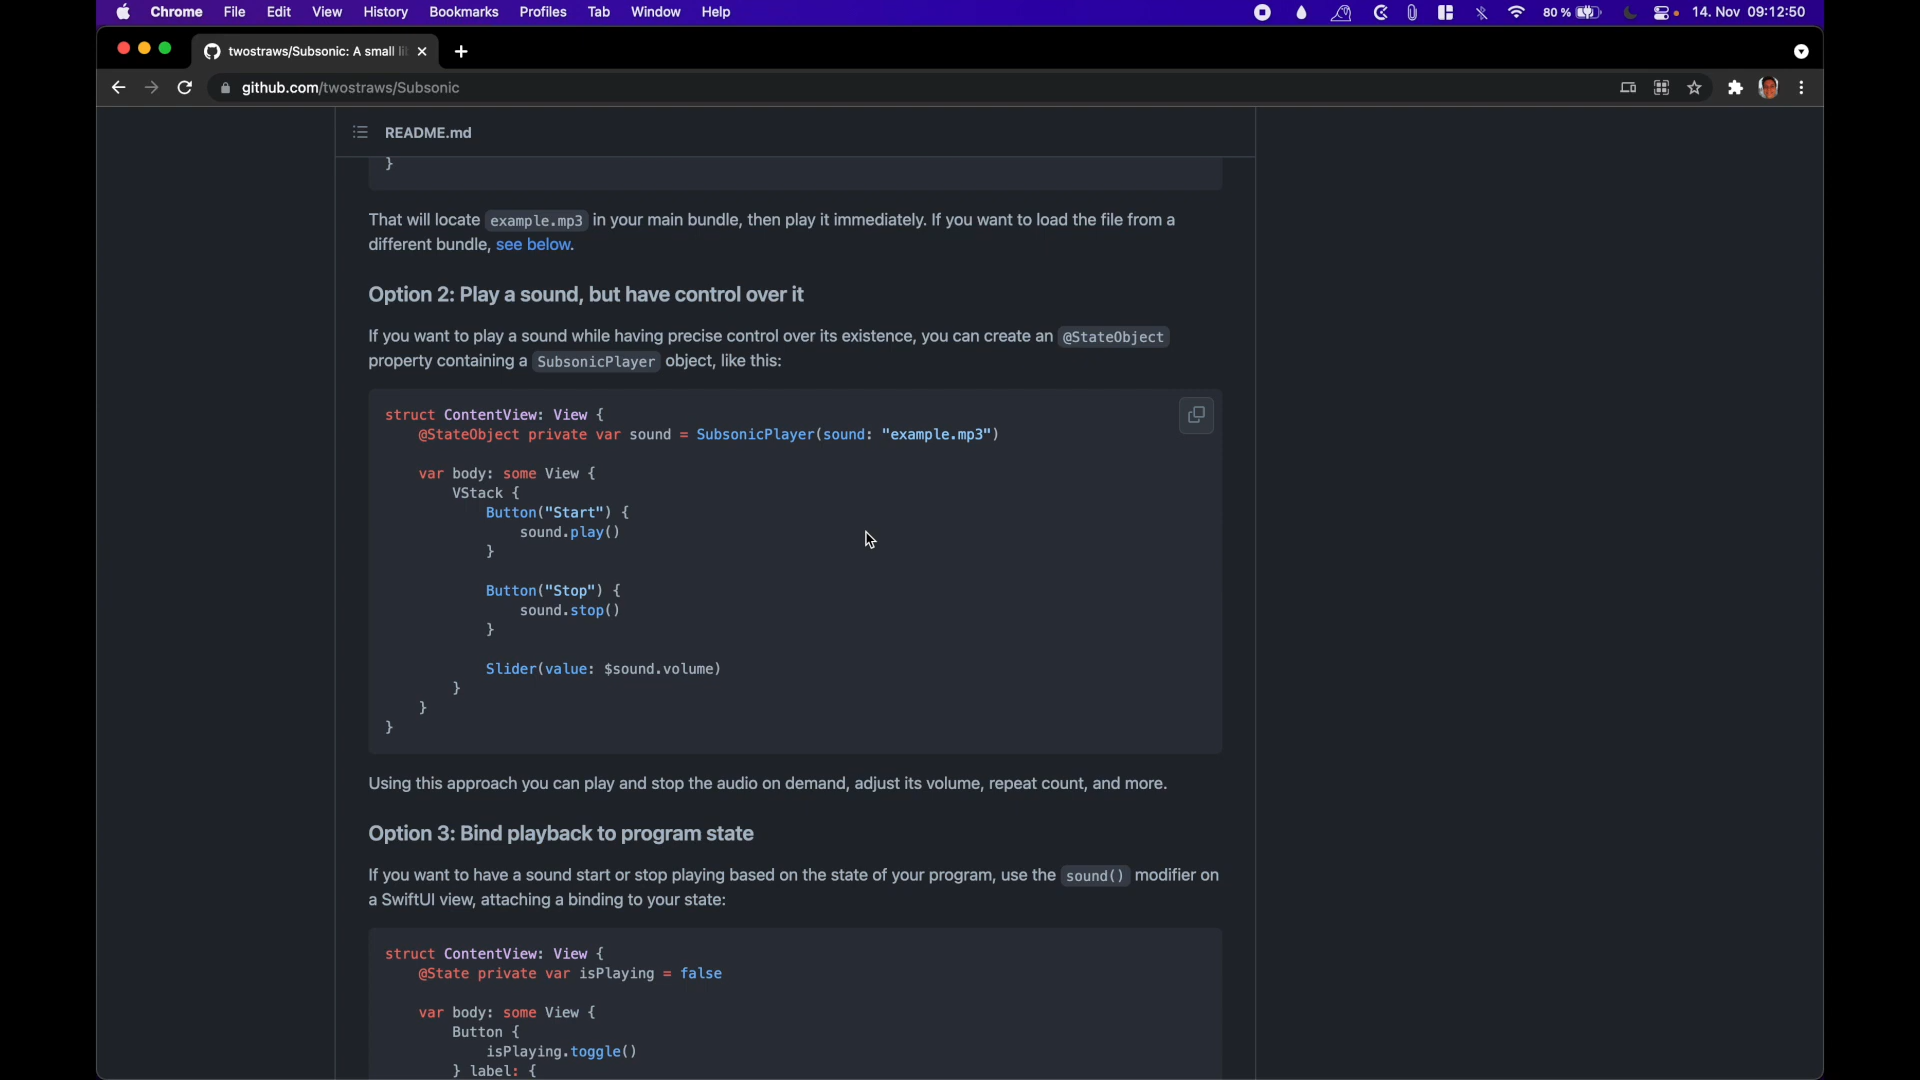 Chrome File Edit View History Bookmarks Profiles Tab Window Help 80 % 14. Nov 09:12:50
twostraws/Subsonic: A small li
github.com/twostraws/Subsonic
README.md
}
That will locate example.mp3 in your main bundle, then play it immediately. If you want to load the file from a
different bundle, see below.
Option 2: Play a sound, but have control over it
If you want to play a sound while having precise control over its existence, you can create an @StateObject
property containing a SubsonicPlayer object, like this:
struct ContentView: View {
@StateObject private var sound = SubsonicPlayer(sound: "example.mp3")
var body: some View {
VStack {
Button("Start") {
sound.play()
}
Button("Stop") {
sound.stop()
}
Slider(value: $sound.volume)
}
}
}
Using this approach you can play and stop the audio on demand, adjust its volume, repeat count, and more.
Option 3: Bind playback to program state
If you want to have a sound start or stop playing based on the state of your program, use the sound() modifier on
a SwiftUI view, attaching a binding to your state:
struct ContentView: View {
@State private var isPlaying = false
var body: some View {
Button {
isPlaying.toggle()
} label: {